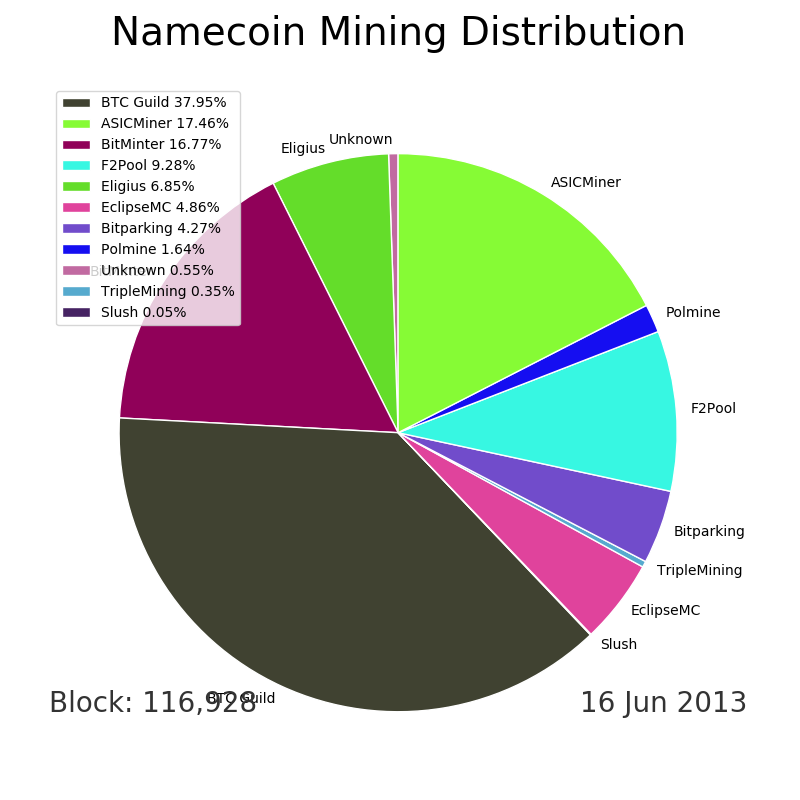 Namecoin Mining Distribution
BTC Guild 37.95%
ASICMiner 17.46%
BitMinter 16.77%
F2Pool 9.28%
Eligius 6.85%
EclipseMC 4.86%
Bitparking 4.27%
Polmine 1.64%
Unknown 0.55%
TripleMining 0.35%
Slush 0.05%
Unknown
Eligius
ASICMiner
BitMinter
Polmine
F2Pool
Bitparking
TripleMining
EclipseMC
Slush
BTC Guild
Block: 116,928
16 Jun 2013